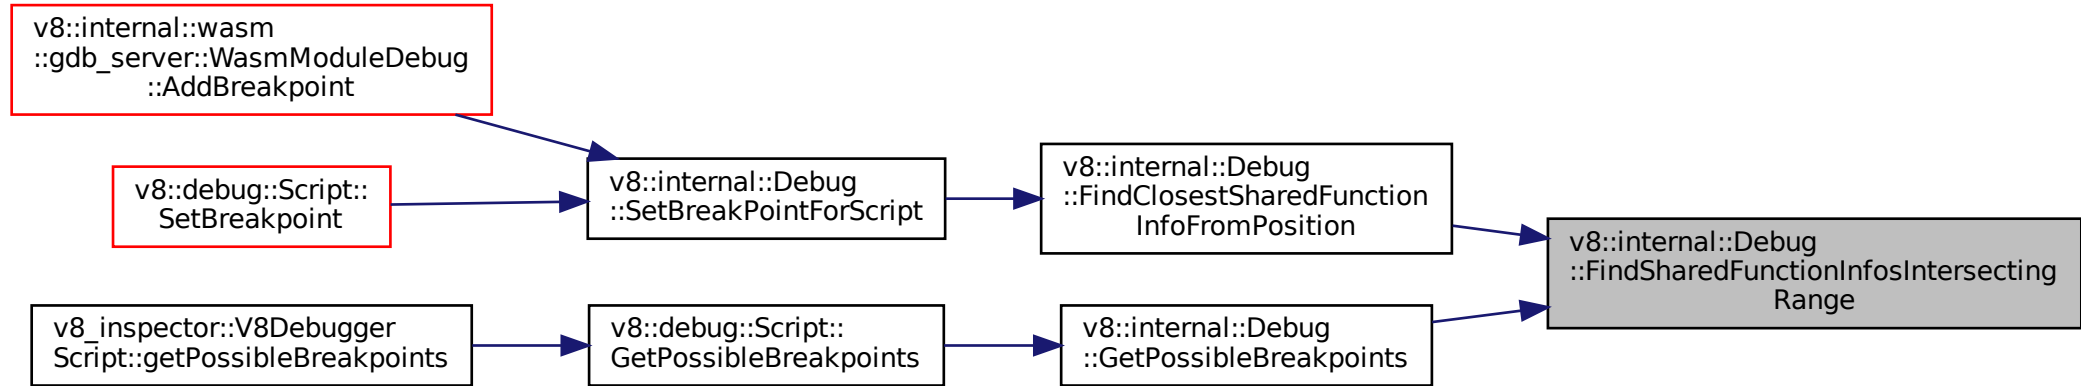 v8::internal::wasm
::gdb_server::WasmModuleDebug
::AddBreakpoint
v8::debug::Script::
SetBreakpoint
v8::internal::Debug
::SetBreakPointForScript
v8::internal::Debug
::FindClosestSharedFunction
InfoFromPosition
v8::internal::Debug
::FindSharedFunctionInfosIntersecting
Range
v8_inspector::V8Debugger
Script::getPossibleBreakpoints
v8::debug::Script::
GetPossibleBreakpoints
v8::internal::Debug
::GetPossibleBreakpoints